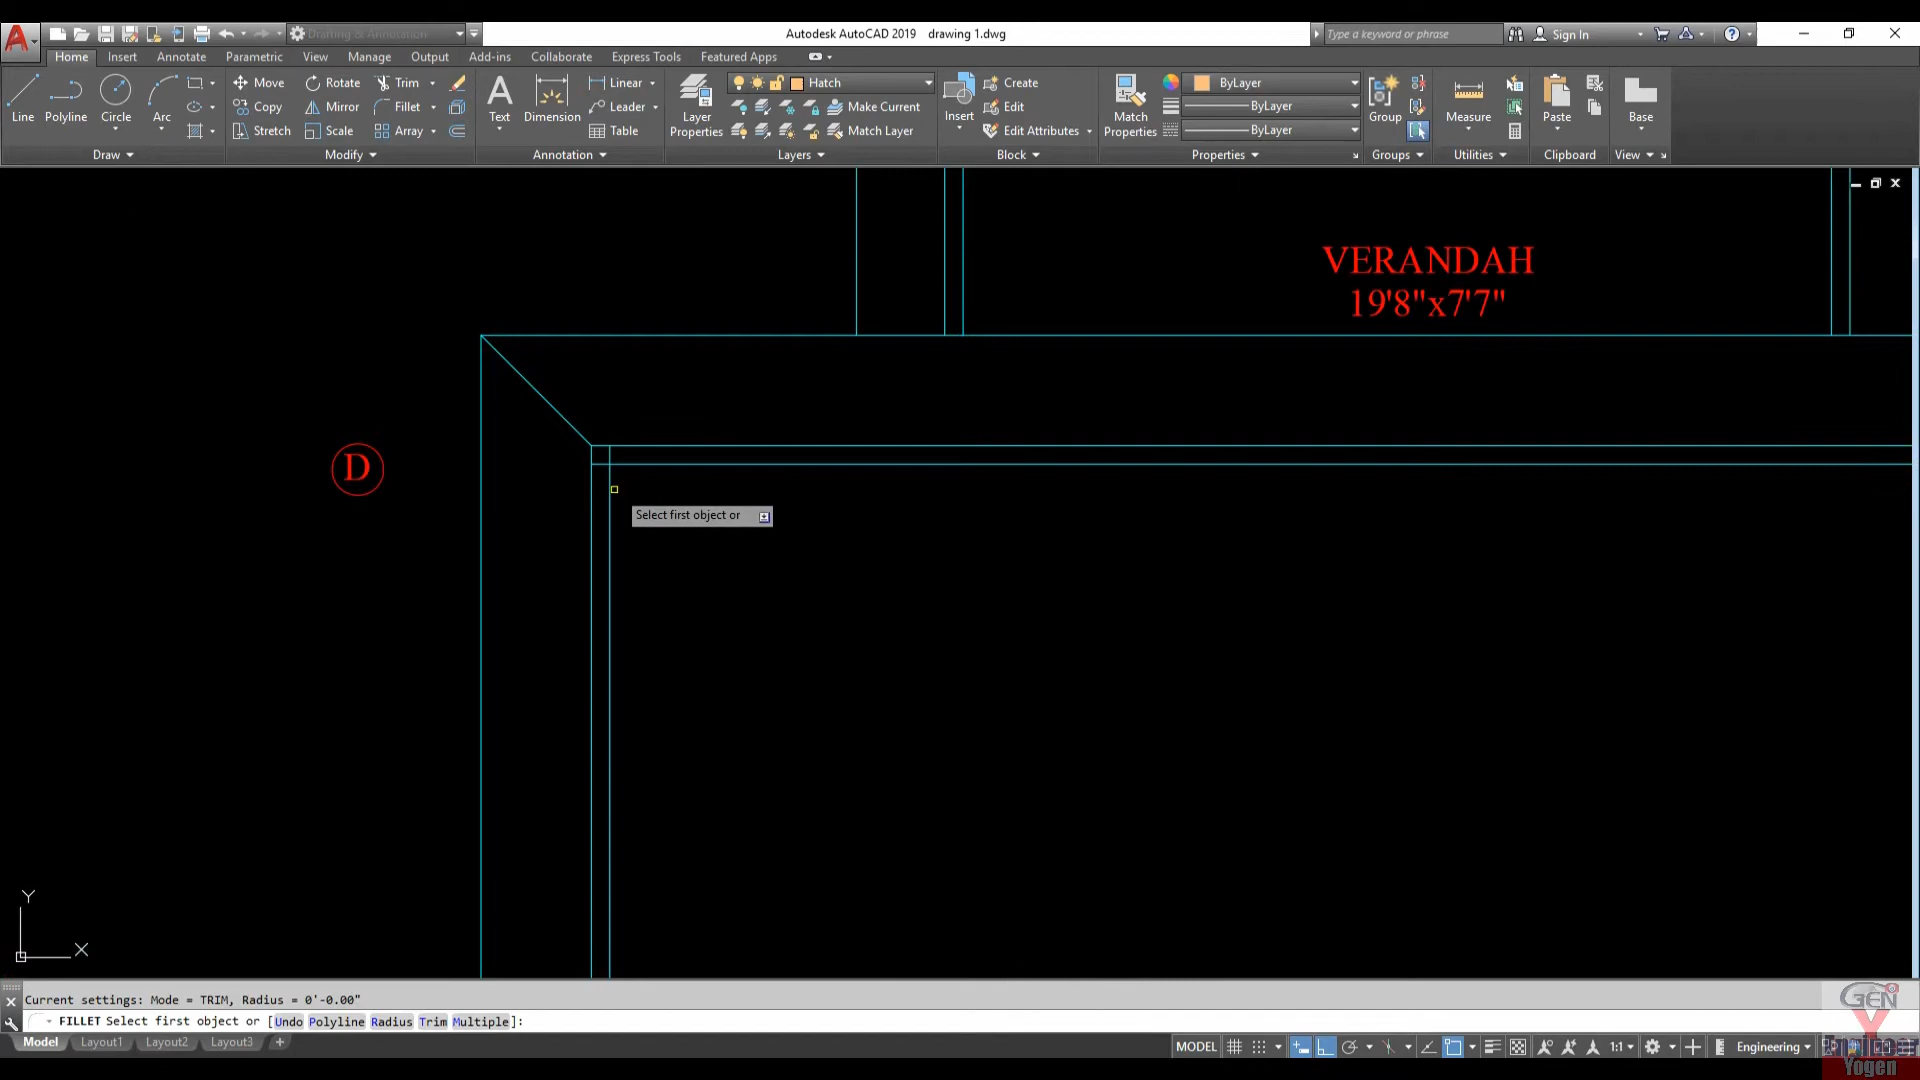 Drafting & Annotation
Autodesk AutoCAD 2019 drawing 1.dwg
Type a keyword or phrase
Sign In
Home Insert Annotate Parametric View Manage Output Add-ins Collaborate Express Tools Featured Apps
Line Polyline Circle Arc
Draw
Move Rotate Trim
Copy Mirror Fillet
Stretch Scale Array
Modify
Text Dimension
Linear
Leader
Table
Annotation
Layer Properties
Hatch
Make Current
Match Layer
Layers
Insert
Create
Edit
Edit Attributes
Block
Match Properties
ByLayer
ByLayer
ByLayer
Properties
Group
Groups
Measure
Utilities
Paste
Clipboard
Base
View
VERANDAH
19'8"x7'7"
D
Select first object or
Y
X
Current settings: Mode = TRIM, Radius = 0'-0.00"
FILLET Select first object or [Undo Polyline Radius Trim Multiple]:
Model Layout1 Layout2 Layout3 +
MODEL 1:1 Engineering
GEN
Y
Yogen